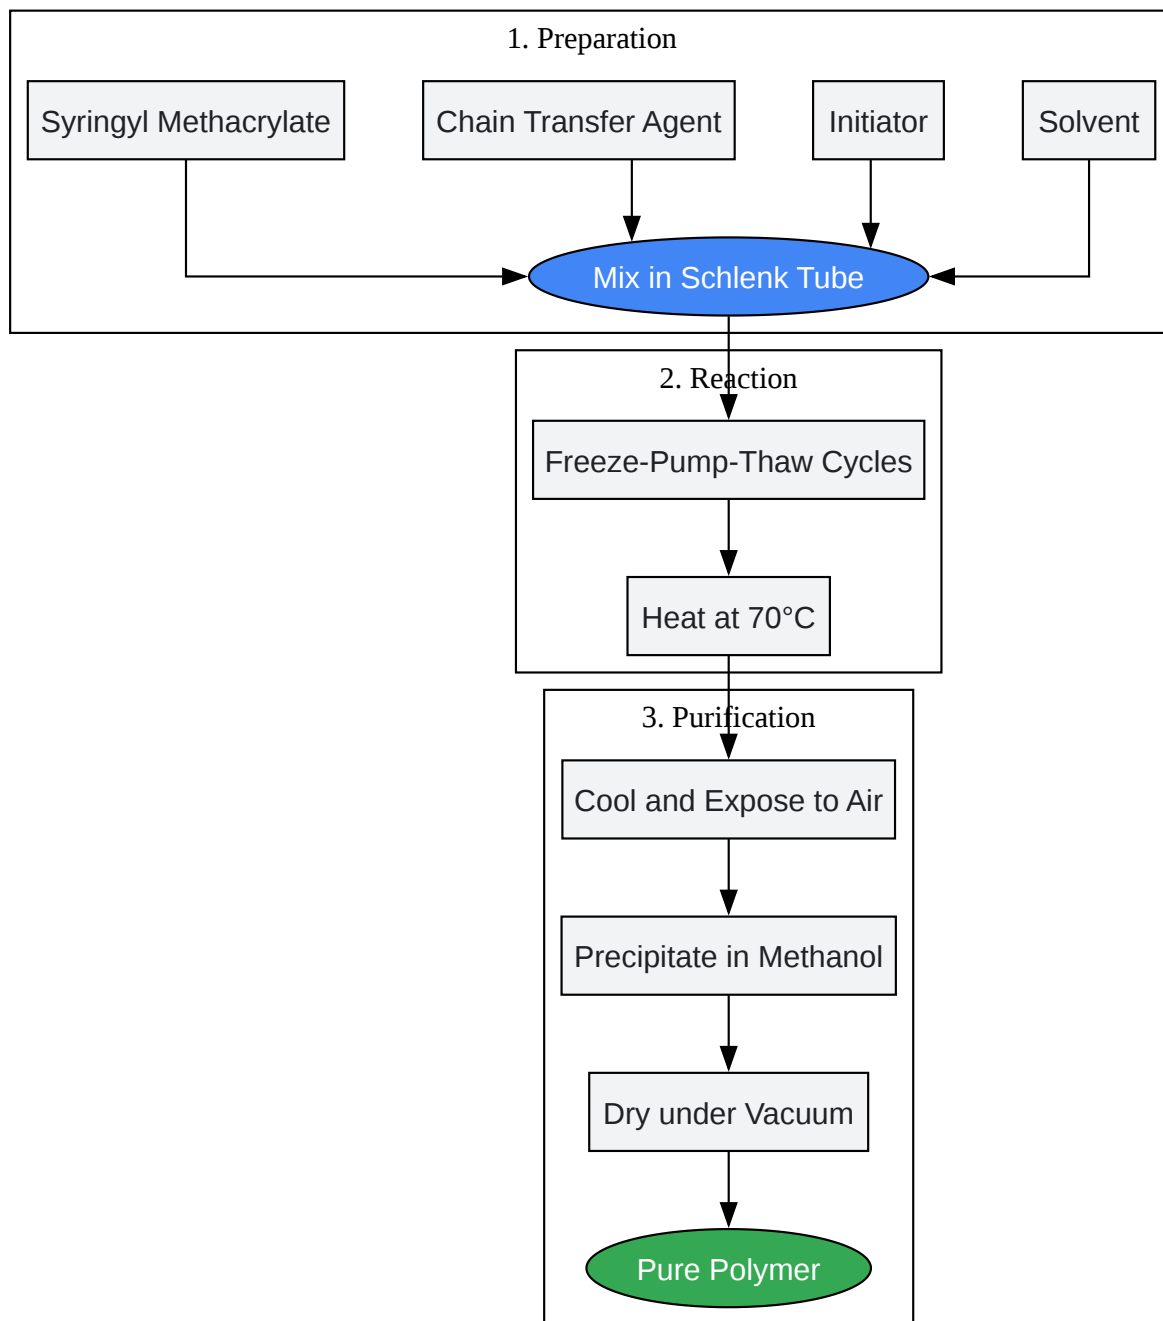 1. Preparation
Syringyl Methacrylate
Chain Transfer Agent
Initiator
Solvent
Mix in Schlenk Tube
2. Reaction
Freeze-Pump-Thaw Cycles
Heat at 70°C
3. Purification
Cool and Expose to Air
Precipitate in Methanol
Dry under Vacuum
Pure Polymer